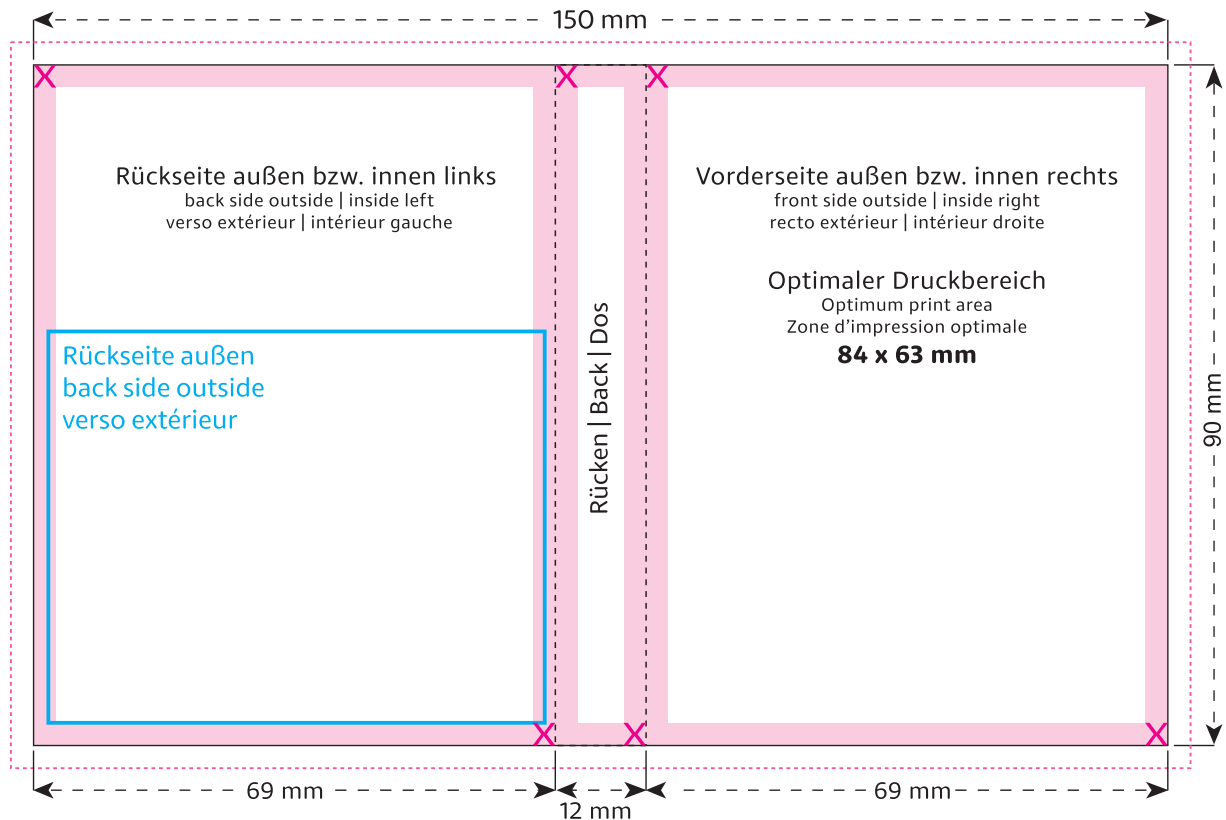 150 mm
Rückseite außen bzw. innen links
back side outside | inside left
verso extérieur | intérieur gauche
Rückseite außen
back side outside
verso extérieur
Rücken | Back | Dos
Vorderseite außen bzw. innen rechts
front side outside | inside right
recto extérieur | intérieur droite
Optimaler Druckbereich
Optimum print area
Zone d’impression optimale
84 x 63 mm
90 mm
69 mm
12 mm
69 mm